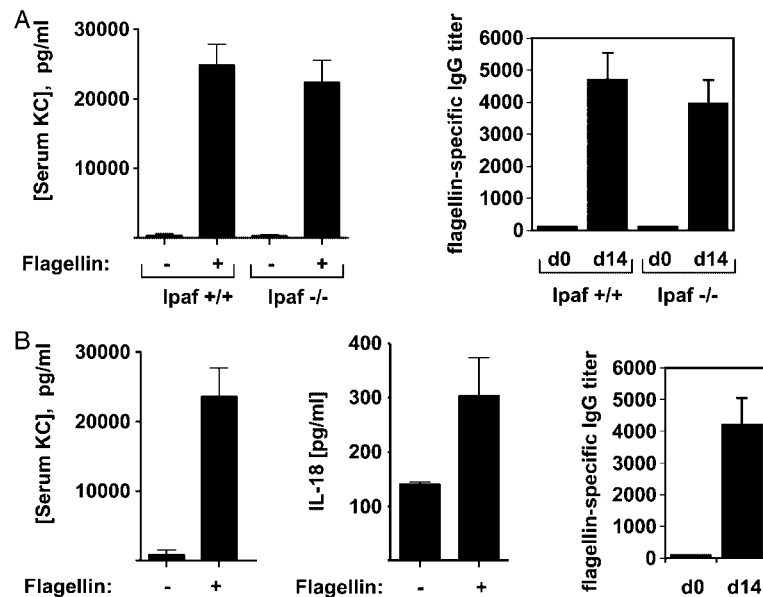 A
[Serum KC], pg/ml
30000
20000
10000
Flagellin:
- + - +
Ipaf +/+ Ipaf -/-
flagellin-specific IgG titer
6000
5000
4000
3000
2000
1000
0
d0 d14 d0 d14
Ipaf +/+ Ipaf -/-
B
[Serum KC], pg/ml
30000
20000
10000
Flagellin: - +
IL-18 [pg/ml]
400
300
200
100
Flagellin: - +
flagellin-specific IgG titer
6000
5000
4000
3000
2000
1000
0
d0 d14